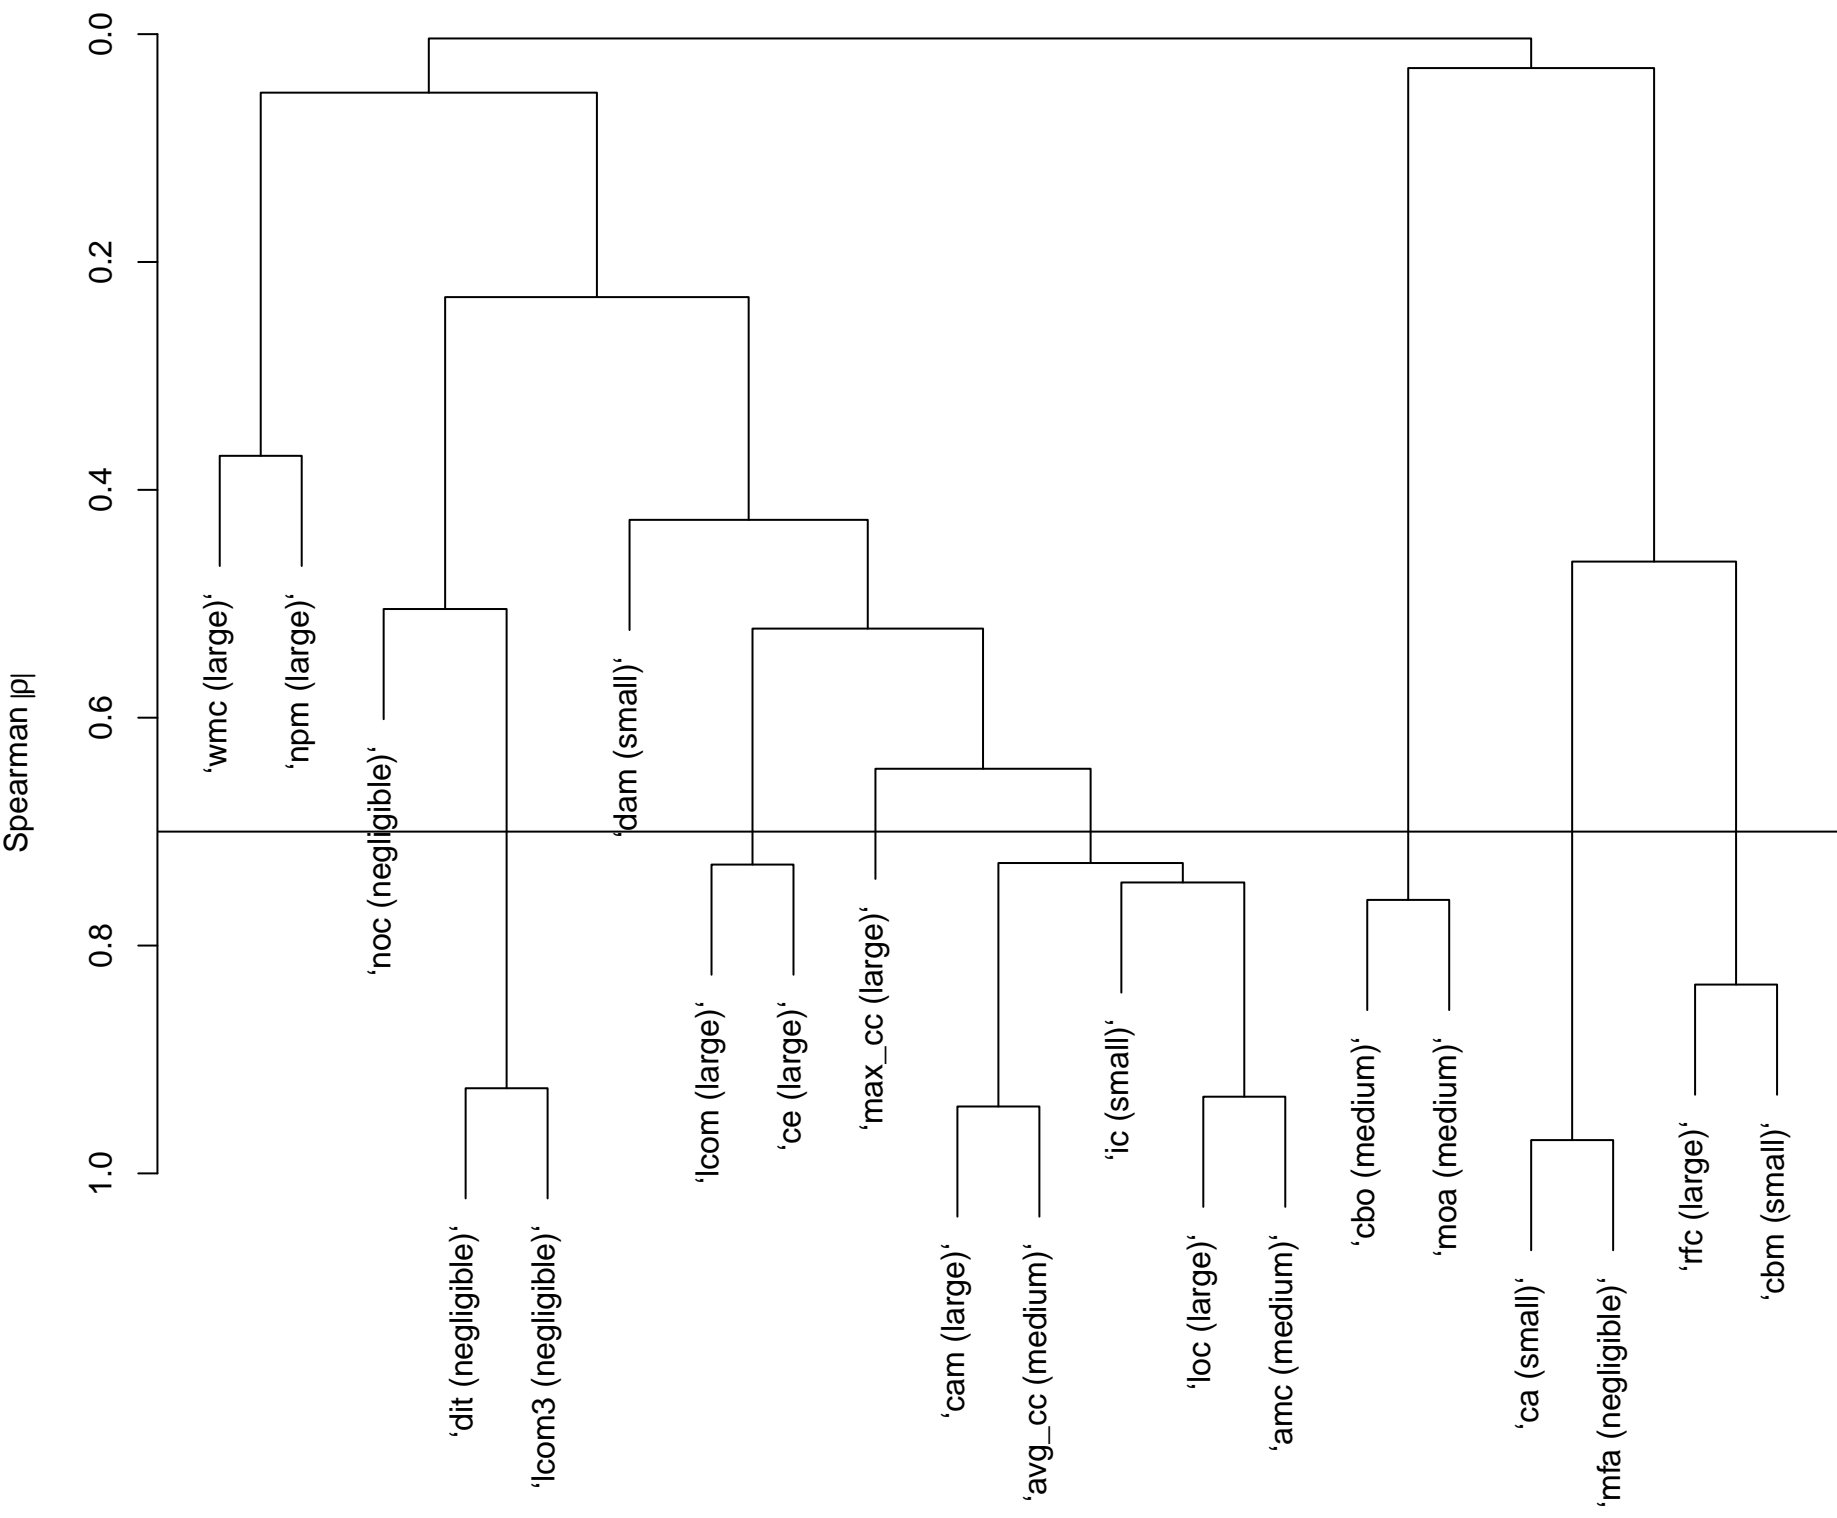 Spearman |ρ|
0.0
0.2
0.4
0.6
0.8
1.0
‘wmc (large)‘
‘npm (large)‘
‘noc (negligible)‘
‘dit (negligible)‘
‘lcom3 (negligible)‘
‘dam (small)‘
‘lcom (large)‘
‘ce (large)‘
‘max_cc (large)‘
‘cam (large)‘
‘avg_cc (medium)‘
‘ic (small)‘
‘loc (large)‘
‘amc (medium)‘
‘cbo (medium)‘
‘moa (medium)‘
‘ca (small)‘
‘mfa (negligible)‘
‘rfc (large)‘
‘cbm (small)‘